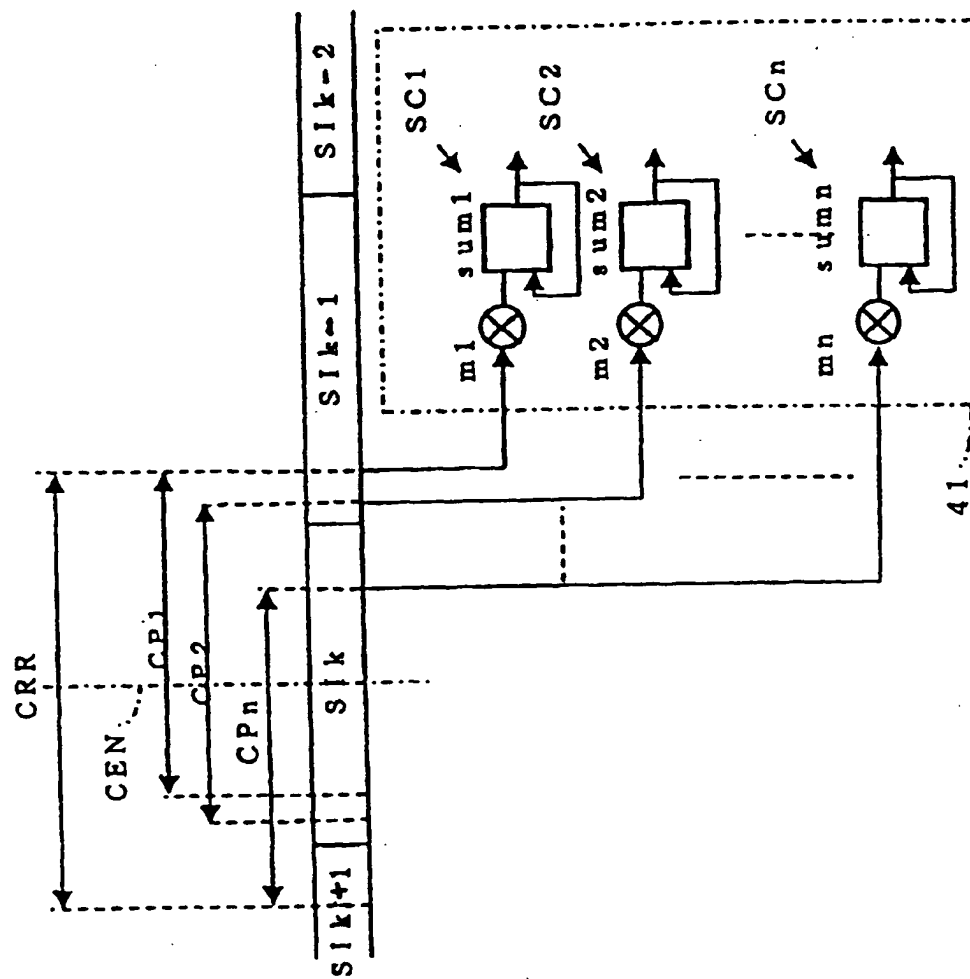 CRR
CEN
CP1
CP2
CPn
SIk+1
SIk
SIk-1
SIk-2
m1
sum1
SC1
m2
sum2
SC2
mn
sumn
SCn
41